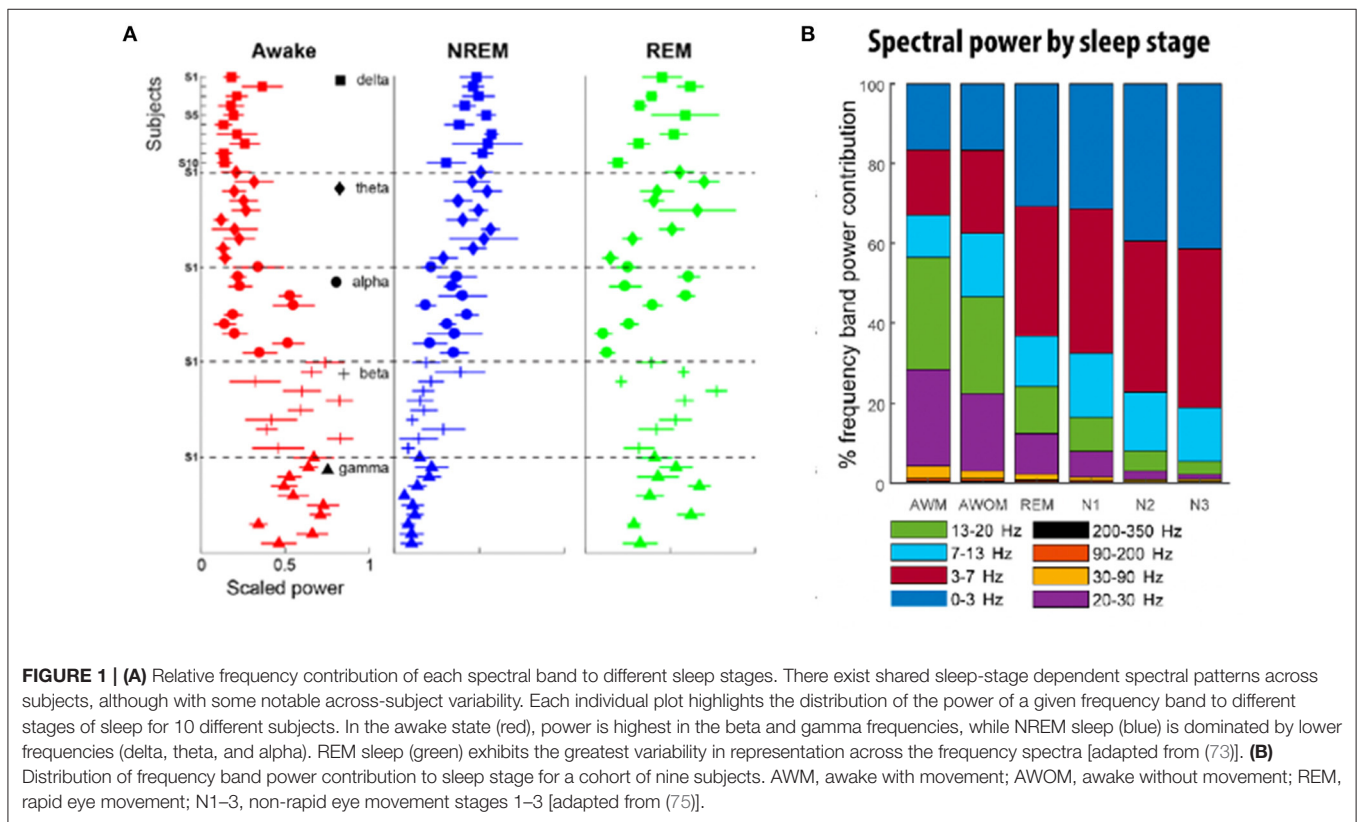 A
Awake
NREM
REM
Subjects
S1
S5
S10
S1
S1
S1
S1
delta
theta
alpha
beta
gamma
0
0.5
1
Scaled power
B
Spectral power by sleep stage
% frequency band power contribution
100
80
60
40
20
0
AWM
AWOM
REM
N1
N2
N3
13-20 Hz
200-350 Hz
7-13 Hz
90-200 Hz
3-7 Hz
30-90 Hz
0-3 Hz
20-30 Hz
FIGURE 1 | (A) Relative frequency contribution of each spectral band to different sleep stages. There exist shared sleep-stage dependent spectral patterns across
subjects, although with some notable across-subject variability. Each individual plot highlights the distribution of the power of a given frequency band to different
stages of sleep for 10 different subjects. In the awake state (red), power is highest in the beta and gamma frequencies, while NREM sleep (blue) is dominated by lower
frequencies (delta, theta, and alpha). REM sleep (green) exhibits the greatest variability in representation across the frequency spectra [adapted from (73)]. (B)
Distribution of frequency band power contribution to sleep stage for a cohort of nine subjects. AWM, awake with movement; AWOM, awake without movement; REM,
rapid eye movement; N1–3, non-rapid eye movement stages 1–3 [adapted from (75)].